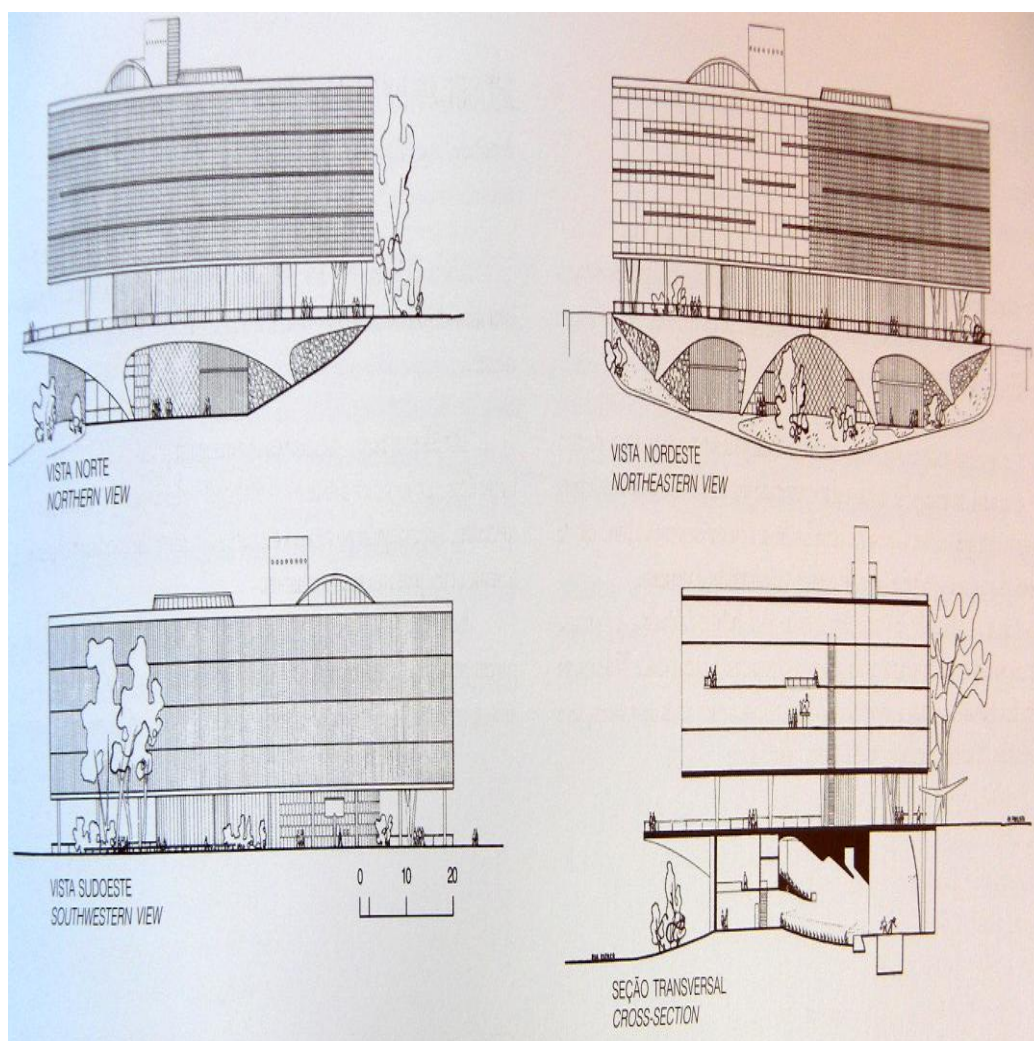 VISTA NORTE
NORTHERN VIEW
VISTA NORDESTE
NORTHEASTERN VIEW
VISTA SUDOESTE
SOUTHWESTERN VIEW
0 10 20
SEÇÃO TRANSVERSAL
CROSS-SECTION